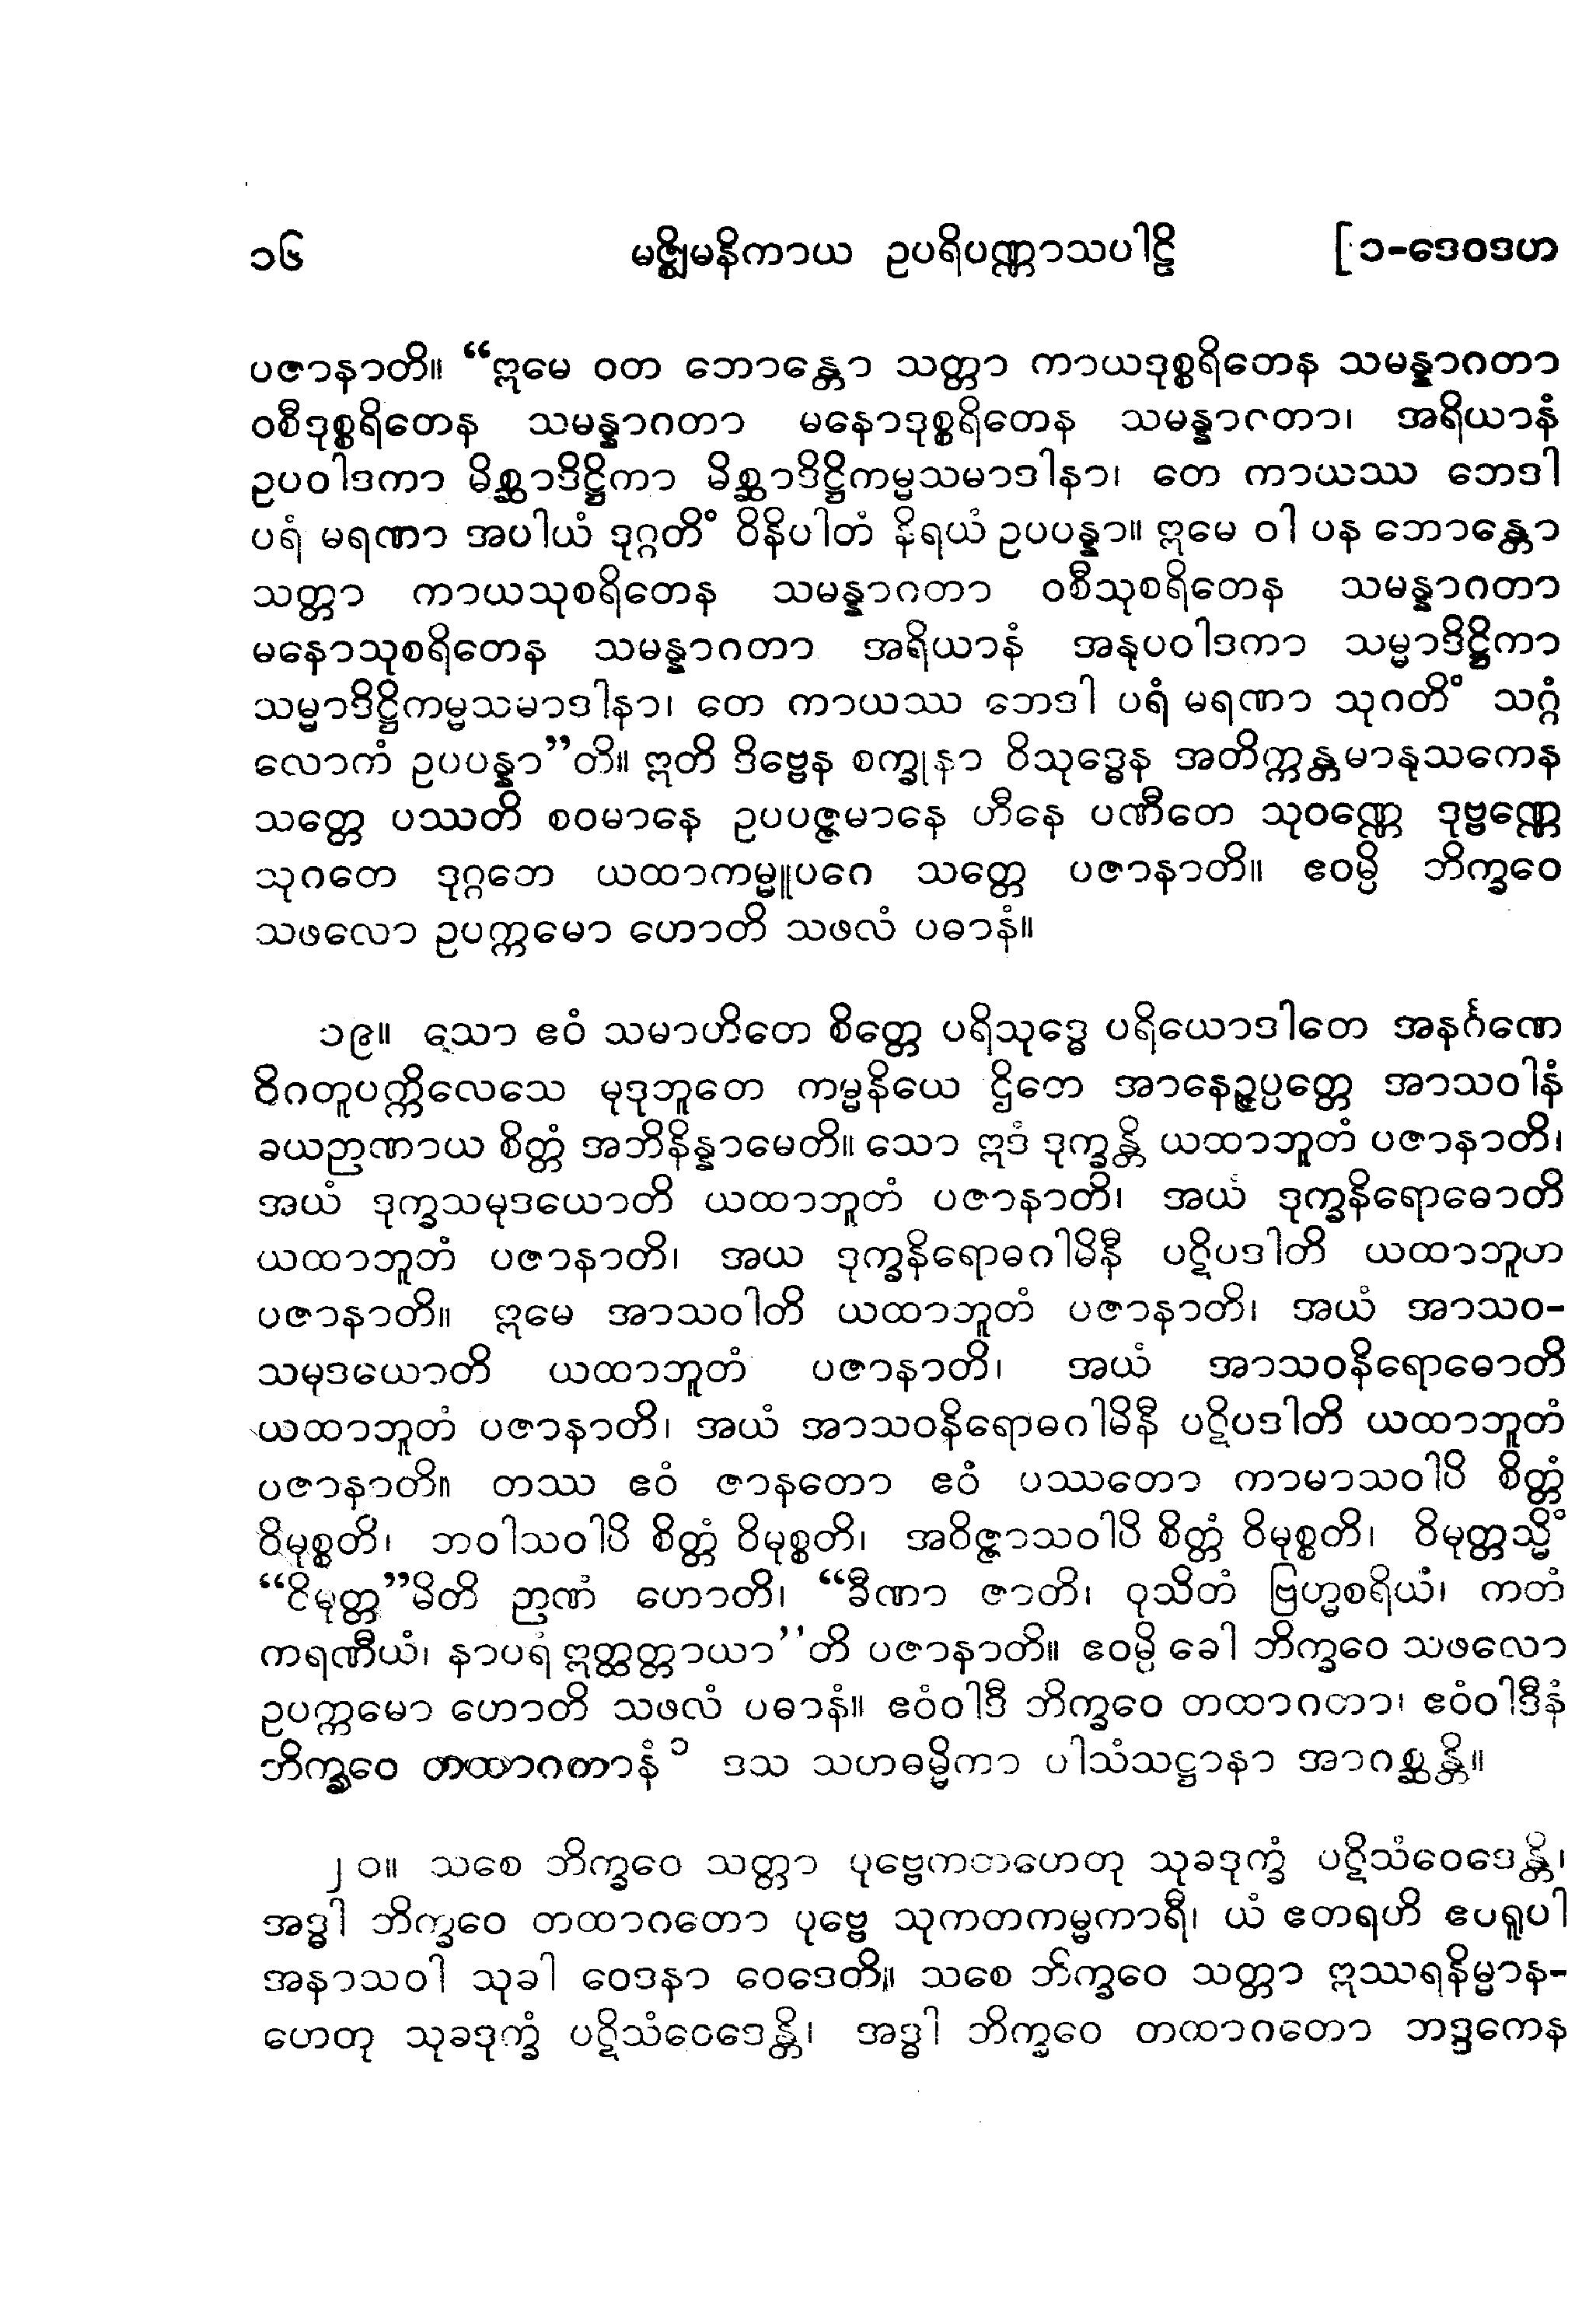 ၁၆ မဇ္ဈိမနိကာယ ဥပရိပဏ္ဏာသပါဠိ [၁-ဒေဝဒဟ
ပဇာနာတိ။ “ဣမေ ဝတ ဘောန္တော သတ္တာ ကာယဒုစ္စရိတေန သမန္နာဂတာ
ဝစီဒုစ္စရိတေန သမန္နာဂတာ မနောဒုစ္စရိတေန သမန္နာဂတာ၊ အရိယာနံ
ဥပဝါဒကာ မိစ္ဆာဒိဋ္ဌိကာ မိစ္ဆာဒိဋ္ဌိကမ္မသမာဒါနာ၊ တေ ကာယဿ ဘေဒါ
ပရံ မရဏာ အပါယံ ဒုဂ္ဂတိံ ဝိနိပါတံ နိရယံ ဥပပန္နာ။ ဣမေ ဝါ ပန ဘောန္တော
သတ္တာ ကာယသုစရိတေန သမန္နာဂတာ ဝစီသုစရိတေန သမန္နာဂတာ
မနောသုစရိတေန သမန္နာဂတာ အရိယာနံ အနုပဝါဒကာ သမ္မာဒိဋ္ဌိကာ
သမ္မာဒိဋ္ဌိကမ္မသမာဒါနာ၊ တေ ကာယဿ ဘေဒါ ပရံ မရဏာ သုဂတိံ သဂ္ဂံ
လောကံ ဥပပန္နာ”တိ။ ဣတိ ဒိဗ္ဗေန စက္ခုနာ ဝိသုဒ္ဓေန အတိက္ကန္တမာနုသကေန
သတ္တေ ပဿတိ စဝမာနေ ဥပပဇ္ဇမာနေ ဟီနေ ပဏီတေ သုဝဏ္ဏေ ဒုဗ္ဗဏ္ဏေ
သုဂတေ ဒုဂ္ဂတေ ယထာကမ္မူပဂေ သတ္တေ ပဇာနာတိ။ ဧဝမ္ပိ ဘိက္ခဝေ
သဖလော ဥပက္ကမော ဟောတိ သဖလံ ပဓာနံ။
၁၉။ သော ဧဝံ သမာဟိတေ စိတ္တေ ပရိသုဒ္ဓေ ပရိယောဒါတေ အနင်္ဂဏေ
ဝိဂတူပက္ကိလေသေ မုဒုဘူတေ ကမ္မနိယေ ဌိတေ အာနေဉ္ဇပ္ပတ္တေ အာသဝါနံ
ခယဉာဏာယ စိတ္တံ အဘိနိန္နာမေတိ။ သော ဣဒံ ဒုက္ခန္တိ ယထာဘူတံ ပဇာနာတိ၊
အယံ ဒုက္ခသမုဒယောတိ ယထာဘူတံ ပဇာနာတိ၊ အယံ ဒုက္ခနိရောဓောတိ
ယထာဘူတံ ပဇာနာတိ၊ အယ ဒုက္ခနိရောဓဂါမိနီ ပဋိပဒါတိ ယထာဘူတ
ပဇာနာတိ။ ဣမေ အာသဝါတိ ယထာဘူတံ ပဇာနာတိ၊ အယံ အာသဝ-
သမုဒယောတိ ယထာဘူတံ ပဇာနာတိ၊ အယံ အာသဝနိရောဓောတိ
ယထာဘူတံ ပဇာနာတိ၊ အယံ အာသဝနိရောဓဂါမိနီ ပဋိပဒါတိ ယထာဘူတံ
ပဇာနာတိ။ တဿ ဧဝံ ဇာနတော ဧဝံ ပဿတော ကာမာသဝါပိ စိတ္တံ
ဝိမုစ္စတိ၊ ဘဝါသဝါပိ စိတ္တံ ဝိမုစ္စတိ၊ အဝိဇ္ဇာသဝါပိ စိတ္တံ ဝိမုစ္စတိ၊ ဝိမုတ္တသ္မိံ
“ဝိမုတ္တ”မိတိ ဉာဏံ ဟောတိ၊ “ခီဏာ ဇာတိ၊ ဝုသိတံ ဗြဟ္မစရိယံ၊ ကတံ
ကရဏီယံ၊ နာပရံ ဣတ္ထတ္တာယာ”တိ ပဇာနာတိ။ ဧဝမ္ပိ ခေါ ဘိက္ခဝေ သဖလော
ဥပက္ကမော ဟောတိ သဖလံ ပဓာနံ။ ဧဝံဝါဒီ ဘိက္ခဝေ တထာဂတာ၊ ဧဝံဝါဒီနံ
ဘိက္ခဝေ တထာဂတာနံ ၁ ဒသ သဟဓမ္မိကာ ပါသံသဋ္ဌာနာ အာဂစ္ဆန္တိ။
၂၀။ သစေ ဘိက္ခဝေ သတ္တာ ပုဗ္ဗေကတဟေတု သုခဒုက္ခံ ပဋိသံဝေဒေန္တိ၊
အဒ္ဓါ ဘိက္ခဝေ တထာဂတော ပုဗ္ဗေ သုကတကမ္မကာရီ၊ ယံ ဧတရဟိ ဧပရူပါ
အနာသဝါ သုခါ ဝေဒနာ ဝေဒေတိ။ သစေ ဘိက္ခဝေ သတ္တာ ဣဿရနိမ္မာန-
ဟေတု သုခဒုက္ခံ ပဋိသံဝေဒေန္တိ၊ အဒ္ဓါ ဘိက္ခဝေ တထာဂတော ဘဒ္ဒကေန